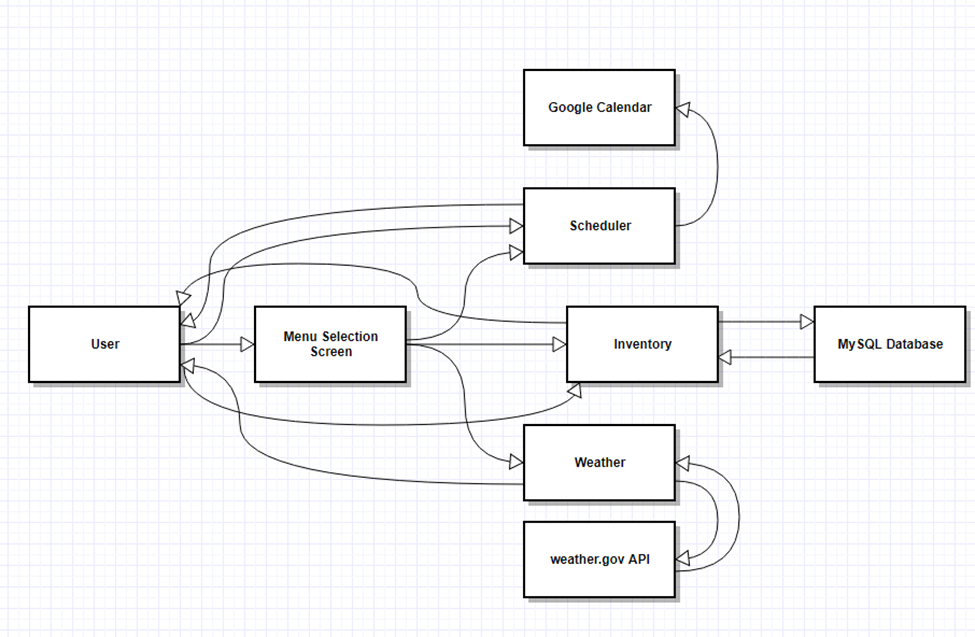 Google Calendar
Scheduler
User
Menu Selection
Screen
Inventory
MySQL Database
Weather
weather.gov API